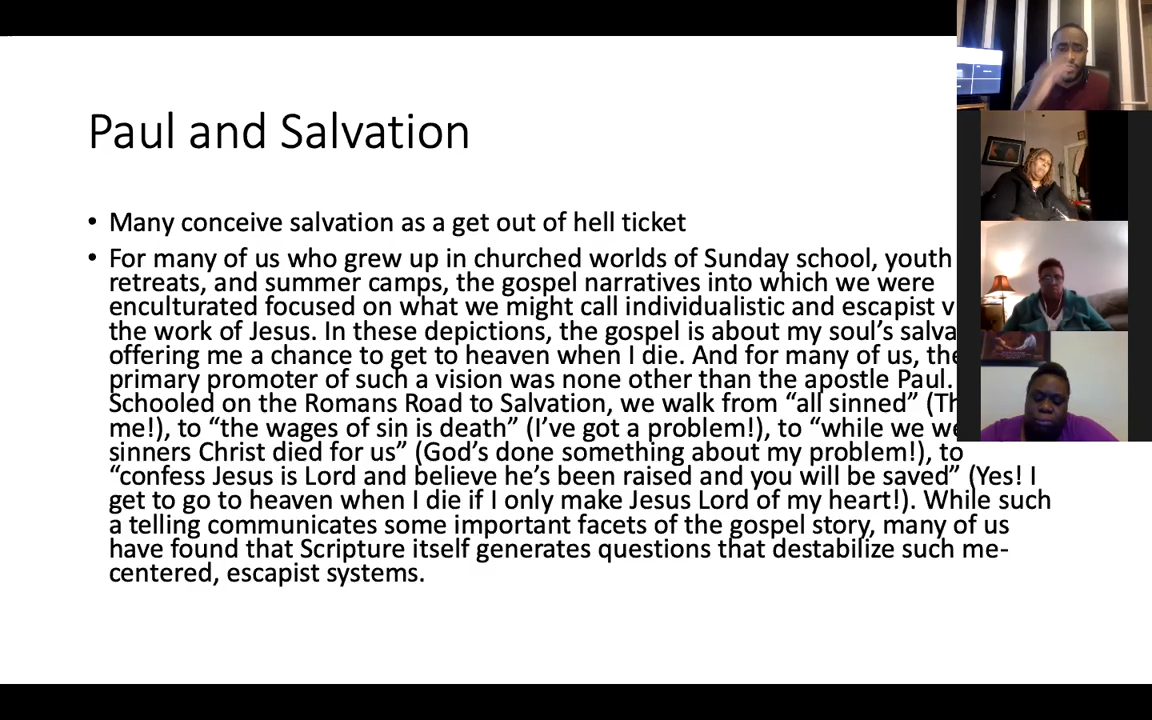 Paul and Salvation
• Many conceive salvation as a get out of hell ticket
• For many of us who grew up in churched worlds of Sunday school, youth
retreats, and summer camps, the gospel narratives into which we were
enculturated focused on what we might call individualistic and escapist
the work of Jesus. In these depictions, the gospel is about my soul’s
offering me a chance to get to heaven when I die. And for many of us,
primary promoter of such a vision was none other than the apostle Paul.
Schooled on the Romans Road to Salvation, we walk from “all sinned”
me!), to “the wages of sin is death” (I’ve got a problem!), to “while we
sinners Christ died for us” (God’s done something about my problem!), to
“confess Jesus is Lord and believe he’s been raised and you will be saved” (Yes! I
get to go to heaven when I die if I only make Jesus Lord of my heart!). While such
a telling communicates some important facets of the gospel story, many of us
have found that Scripture itself generates questions that destabilize such me-
centered, escapist systems.